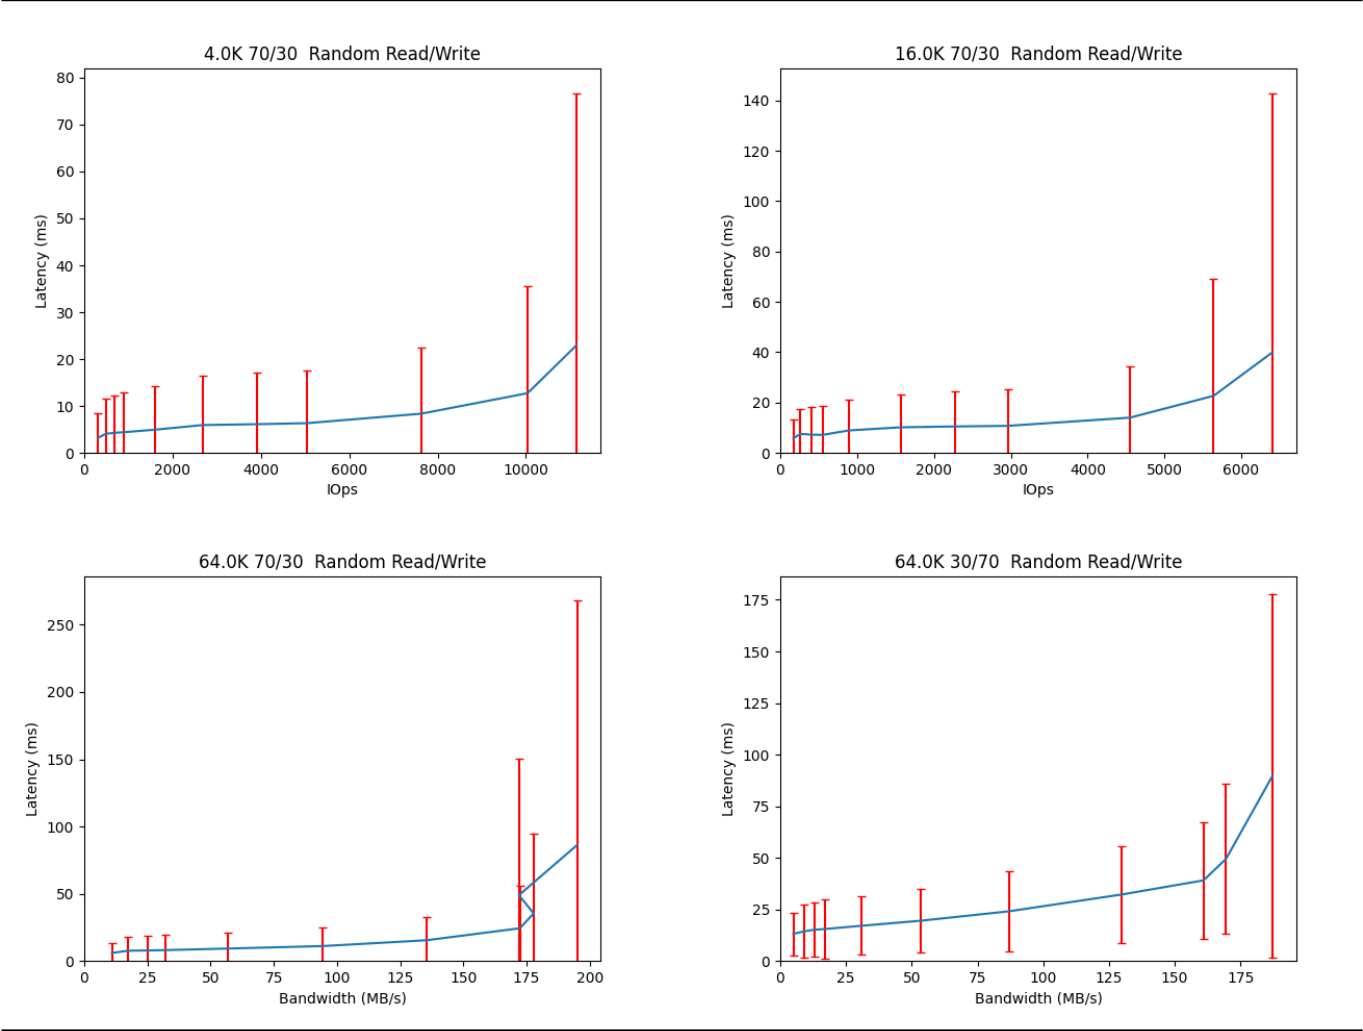 4.0K 70/30  Random Read/Write
80
70
60
50
40
30
20
10
0
Latency (ms)
0 2000 4000 6000 8000 10000
IOps
16.0K 70/30  Random Read/Write
140
120
100
80
60
40
20
0
Latency (ms)
0 1000 2000 3000 4000 5000 6000
IOps
64.0K 70/30  Random Read/Write
250
200
150
100
50
0
Latency (ms)
0 25 50 75 100 125 150 175 200
Bandwidth (MB/s)
64.0K 30/70  Random Read/Write
175
150
125
100
75
50
25
0
Latency (ms)
0 25 50 75 100 125 150 175
Bandwidth (MB/s)